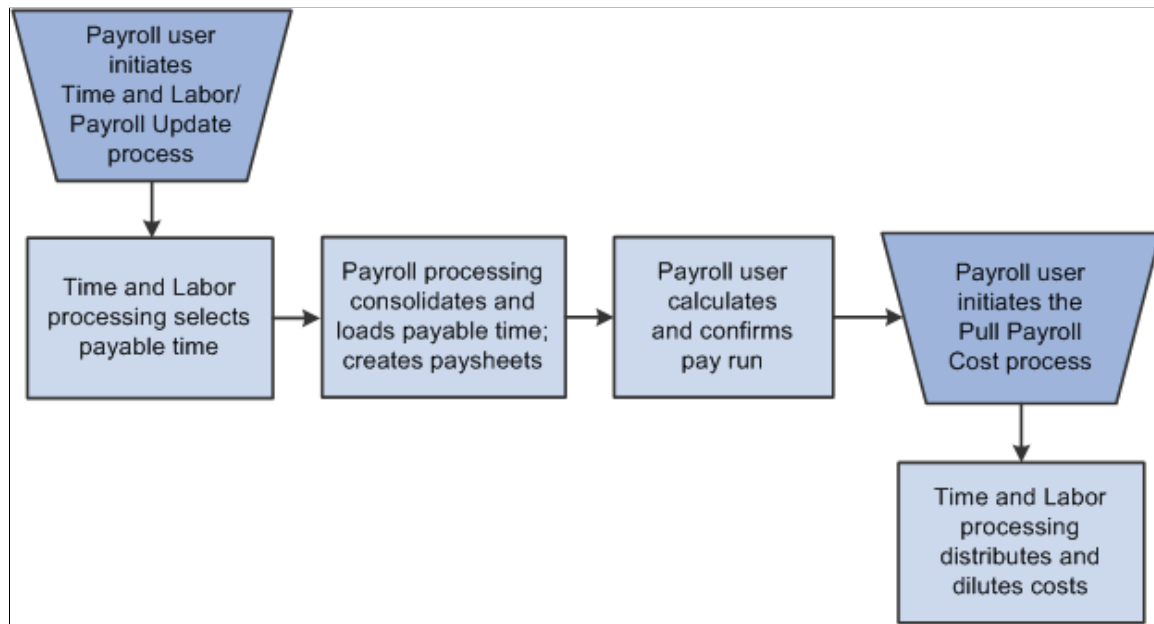 Payroll user
initiates
Time and Labor/
Payroll Update
process
Time and Labor
processing selects
payable time
Payroll processing
consolidates and
loads payable time;
creates paysheets
Payroll user
calculates
and confirms
pay run
Payroll user
initiates the
Pull Payroll
Cost process
Time and Labor
processing
distributes and
dilutes costs